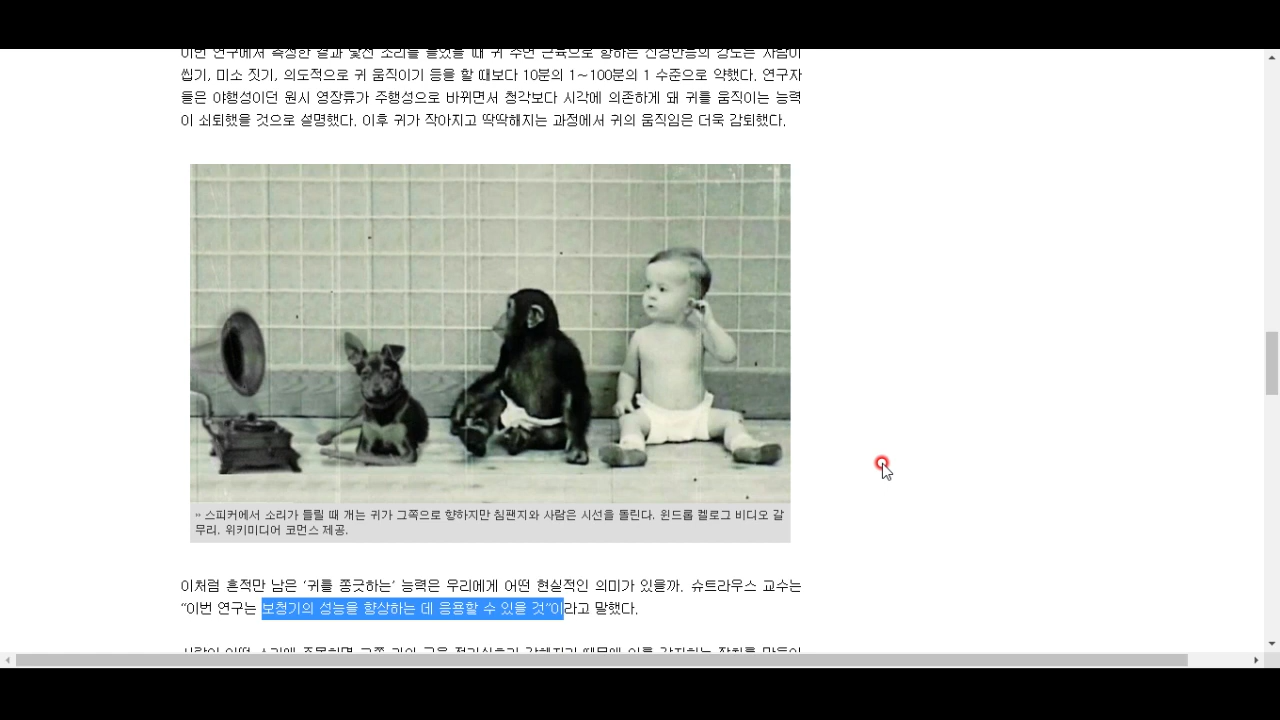 이번 연구에서 측정한 결과 낯선 소리를 들었을 때 귀 주변 근육으로 향하는 신경반응의 강도는 사람이
씹기, 미소 짓기, 의도적으로 귀 움직이기 등을 할 때보다 10분의 1~100분의 1 수준으로 약했다. 연구자
들은 야행성이던 원시 영장류가 주행성으로 바뀌면서 청각보다 시각에 의존하게 돼 귀를 움직이는 능력
이 쇠퇴했을 것으로 설명했다. 이후 귀가 작아지고 딱딱해지는 과정에서 귀의 움직임은 더욱 감퇴했다.
» 스피커에서 소리가 들릴 때 개는 귀가 그쪽으로 향하지만 침팬지와 사람은 시선을 돌린다. 윈드롭 켈로그 비디오 갈
무리. 위키미디어 코먼스 제공.
이처럼 흔적만 남은 ‘귀를 쫑긋하는’ 능력은 우리에게 어떤 현실적인 의미가 있을까. 슈트라우스 교수는
“이번 연구는 보청기의 성능을 향상하는 데 응용할 수 있을 것”이라고 말했다.